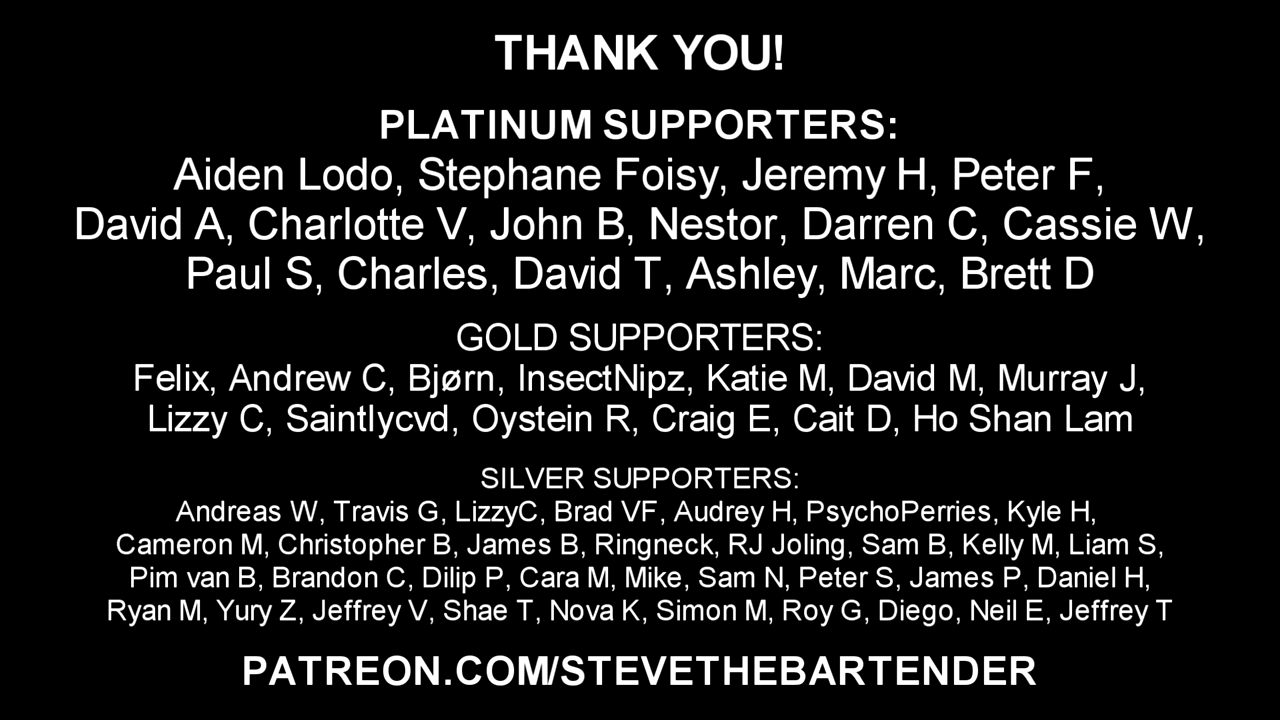 THANK YOU!
PLATINUM SUPPORTERS:
Aiden Lodo, Stephane Foisy, Jeremy H, Peter F,
David A, Charlotte V, John B, Nestor, Darren C, Cassie W,
Paul S, Charles, David T, Ashley, Marc, Brett D
GOLD SUPPORTERS:
Felix, Andrew C, Bjørn, InsectNipz, Katie M, David M, Murray J,
Lizzy C, Saintlycvd, Oystein R, Craig E, Cait D, Ho Shan Lam
SILVER SUPPORTERS:
Andreas W, Travis G, LizzyC, Brad VF, Audrey H, PsychoPerries, Kyle H,
Cameron M, Christopher B, James B, Ringneck, RJ Joling, Sam B, Kelly M, Liam S,
Pim van B, Brandon C, Dilip P, Cara M, Mike, Sam N, Peter S, James P, Daniel H,
Ryan M, Yury Z, Jeffrey V, Shae T, Nova K, Simon M, Roy G, Diego, Neil E, Jeffrey T
PATREON.COM/STEVETHEBARTENDER